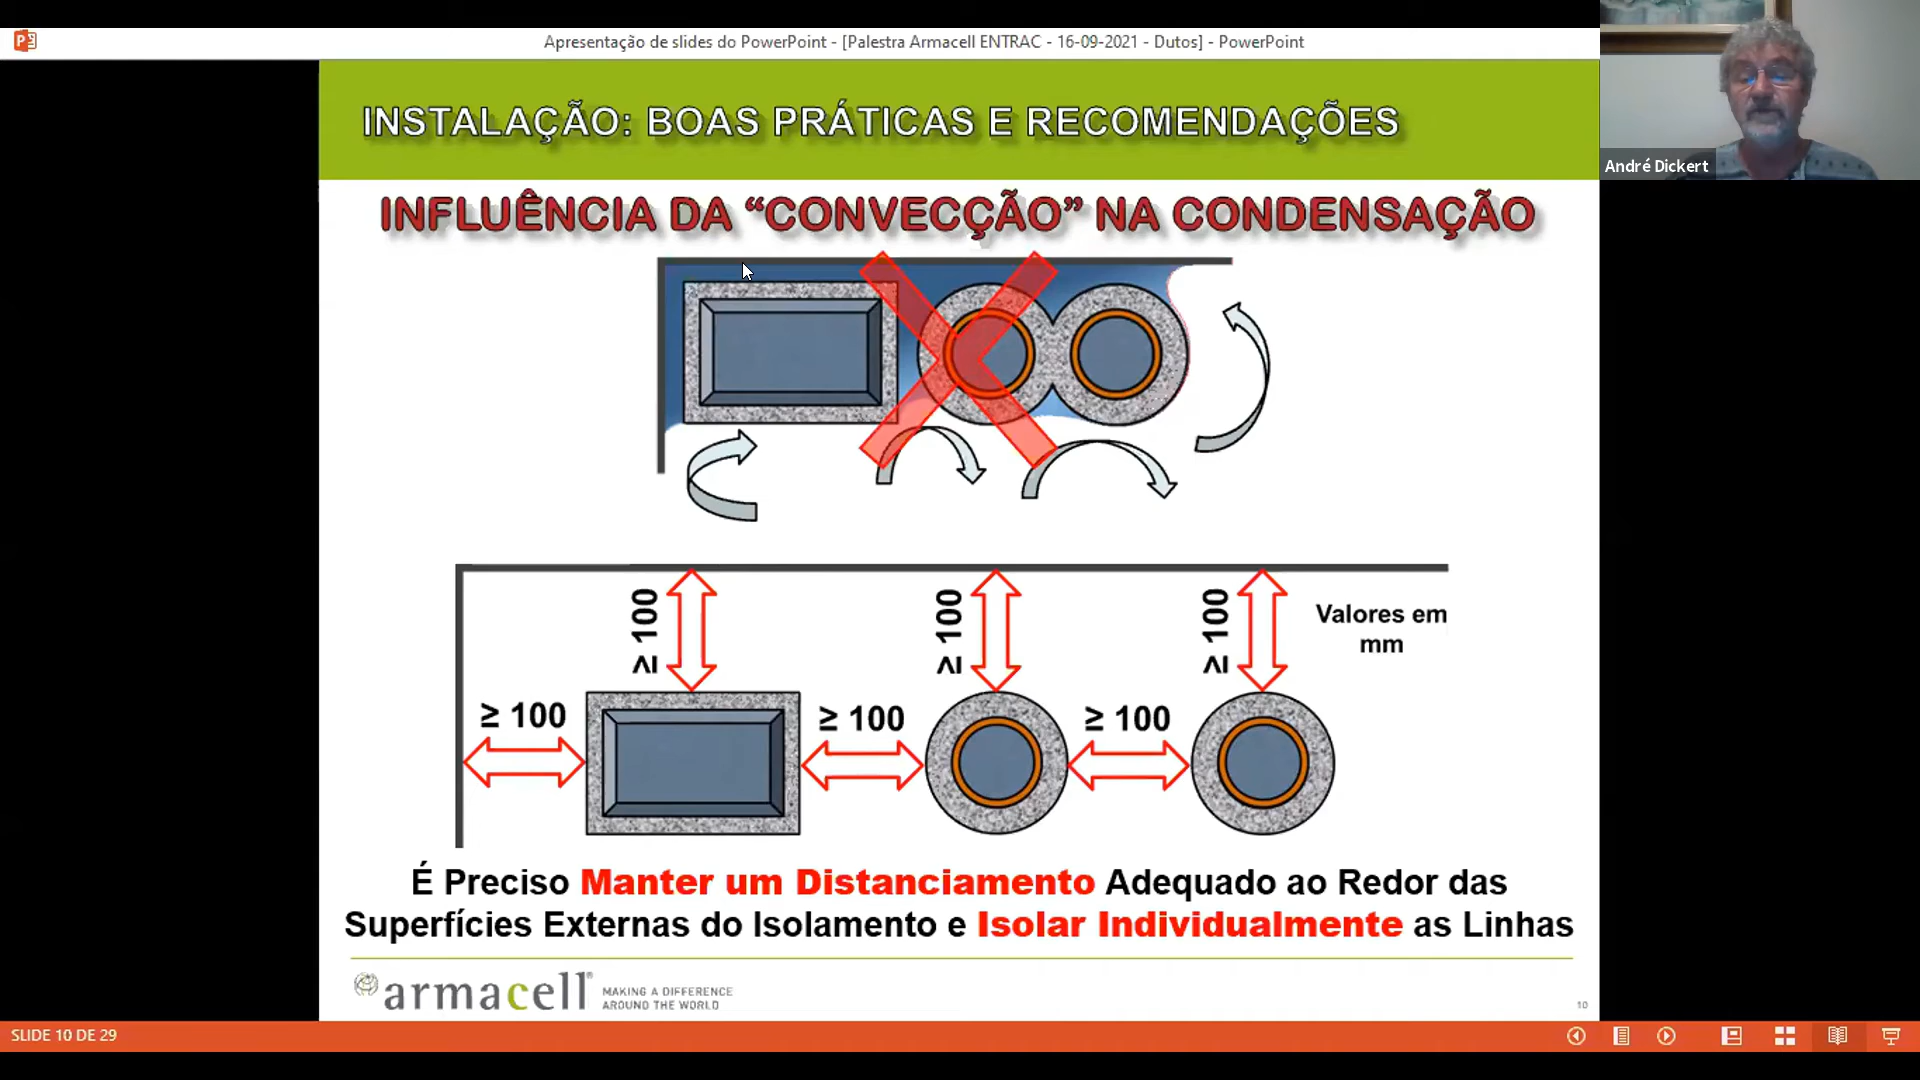 Apresentação de slides do PowerPoint - [Palestra Armacell ENTRAC - 16-09-2021 - Dutos] - PowerPoint
André Dickert
INSTALAÇÃO: BOAS PRÁTICAS E RECOMENDAÇÕES
INFLUÊNCIA DA “CONVECÇÃO” NA CONDENSAÇÃO
≥ 100
≥ 100
≥ 100
Valores em
mm
≥ 100
≥ 100
≥ 100
É Preciso Manter um Distanciamento Adequado ao Redor das
Superfícies Externas do Isolamento e Isolar Individualmente as Linhas
armacell®
MAKING A DIFFERENCE
AROUND THE WORLD
10
SLIDE 10 DE 29